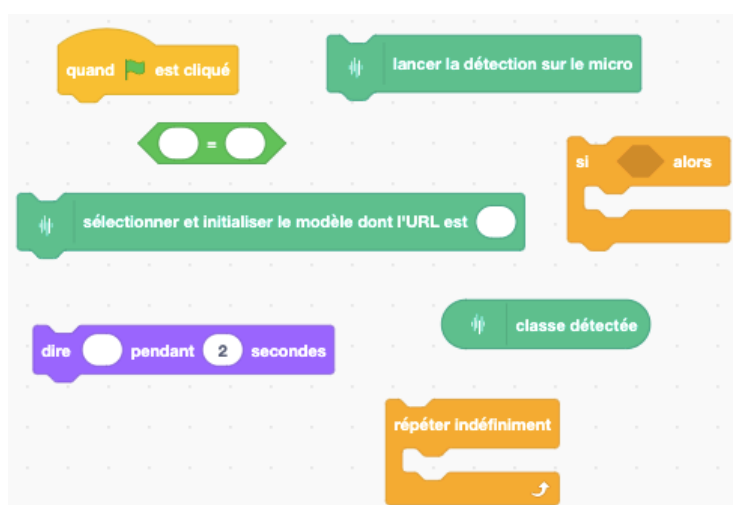 quand est cliqué
lancer la détection sur le micro
=
si alors
sélectionner et initialiser le modèle dont l'URL est
classe détectée
dire pendant 2 secondes
répéter indéfiniment